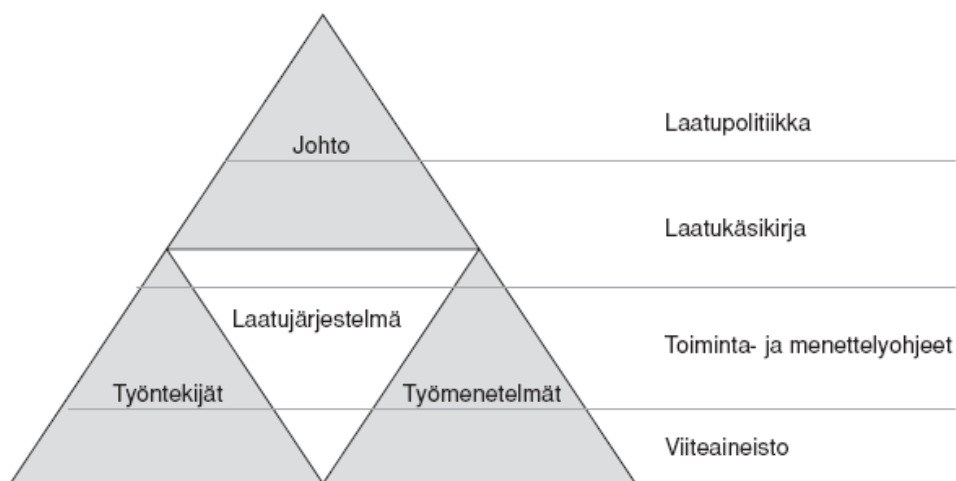 Laatupolitiikka
Johto
Laatukäsikirja
Laatujärjestelmä
Toiminta- ja menettelyohjeet
Työntekijät
Työmenetelmät
Viiteaineisto